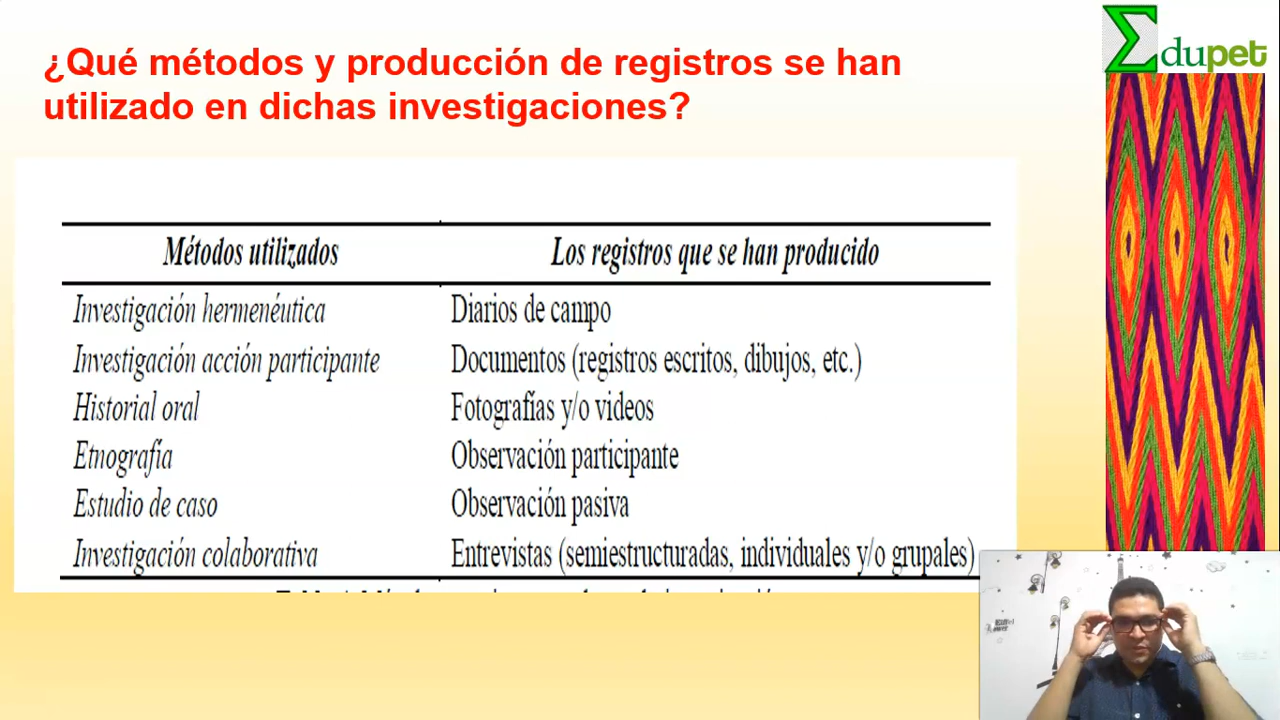 ¿Qué métodos y producción de registros se han
utilizado en dichas investigaciones?
Σdupet
Métodos utilizados
Los registros que se han producido
Investigación hermenéutica
Diarios de campo
Investigación acción participante
Documentos (registros escritos, dibujos, etc.)
Historial oral
Fotografías y/o videos
Etnografía
Observación participante
Estudio de caso
Observación pasiva
Investigación colaborativa
Entrevistas (semiestructuradas, individuales y/o grupales)